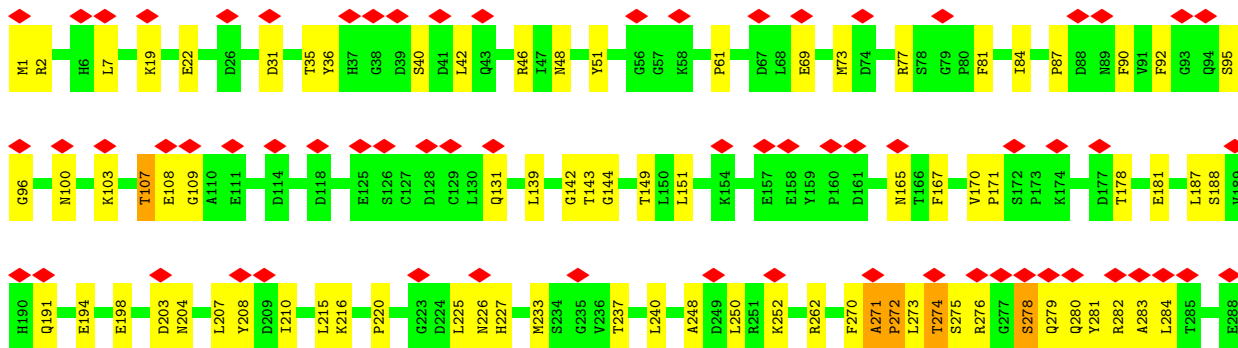 M1 R2 H6 L7 K19 E22 D26 D31 T35 Y36 H37 G38 D39 S40 D41 L42 Q43 R46 I47 N48 Y51 G56 G57 K58 P61 D67 L68 E69 M73 D74 R77 S78 G79 P80 F81 I84 P87 D88 N89 F90 V91 F92 G93 Q94 S95
G96 N100 K103 T107 E108 G109 A110 E111 D114 D118 E125 S126 C127 D128 C129 L130 Q131 L139 G142 T143 G144 T149 L150 L151 K154 E157 E158 Y159 P160 D161 N165 T166 F167 V170 P171 S172 P173 K174 D177 T178 E181 L187 S188 V189
H190 Q191 E194 E198 D203 N204 L207 Y208 D209 I210 L215 K216 P220 G223 D224 L225 N226 H227 M233 S234 G235 V236 T237 L240 A248 D249 L250 R251 K252 R262 F270 A271 P272 L273 T274 S275 R276 G277 S278 Q279 Q280 Y281 R282 A283 L284 T285 E288